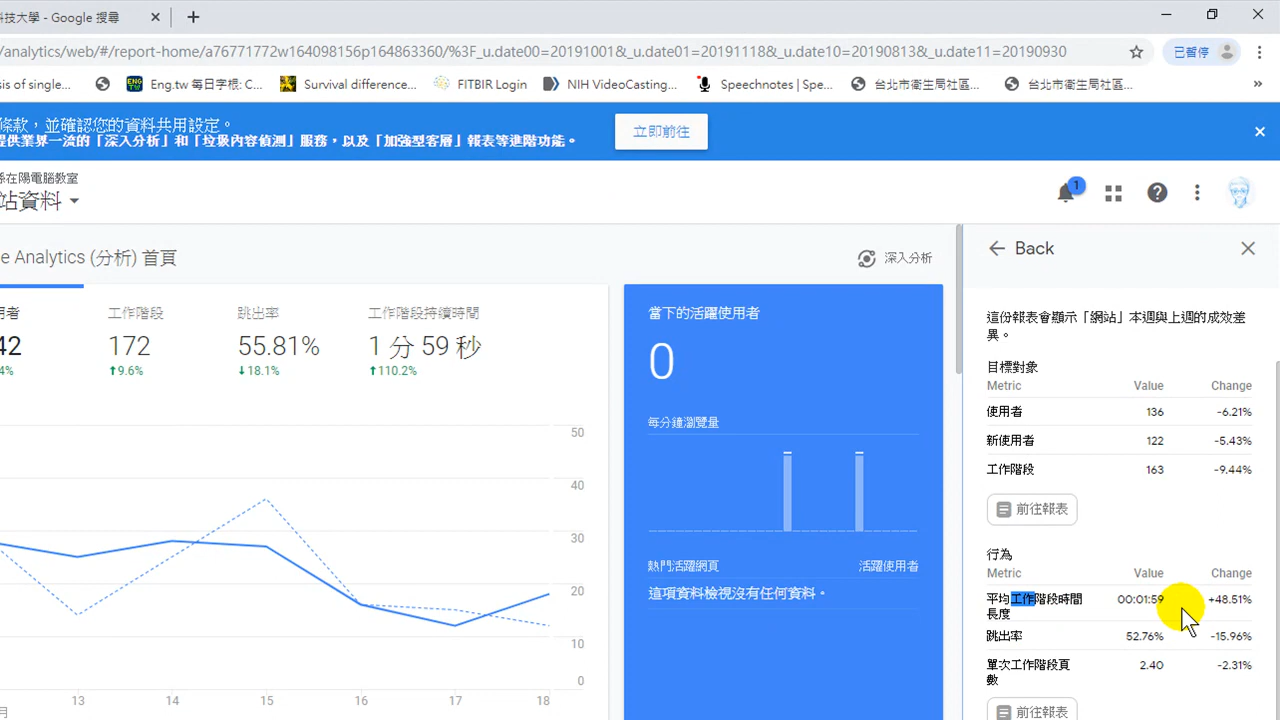 科技大學 - Google 搜尋
/analytics/web/#/report-home/a76771772w164098156p164863360/%3F_u.date00=20191001&_u.date01=20191118&_u.date10=20190813&_u.date11=20190930
已暫停
is of single...
Eng.tw 每日字根: C...
Survival difference...
FITBIR Login
NIH VideoCasting...
Speechnotes | Spe...
台北市衛生局社區...
台北市衛生局社區...
»
條款，並確認您的資料共用設定。
提供業界一流的「深入分析」和「垃圾內容偵測」服務，以及「加強型客層」報表等進階功能。
立即前往
係在陽電腦教室
站資料
1
e Analytics (分析) 首頁
深入分析
用者
工作階段
跳出率
工作階段持續時間
42
172
55.81%
1 分 59 秒
4%
↑9.6%
↓18.1%
↑110.2%
50
40
30
20
10
0
13
14
15
16
17
18
月
當下的活躍使用者
0
每分鐘瀏覽量
熱門活躍網頁
活躍使用者
這項資料檢視沒有任何資料。
Back
這份報表會顯示「網站」本週與上週的成效差
異。
目標對象
Metric Value Change
使用者 136 -6.21%
新使用者 122 -5.43%
工作階段 163 -9.44%
前往報表
行為
Metric Value Change
平均工作階段時間 00:01:59 +48.51%
長度
跳出率 52.76% -15.96%
單次工作階段頁 2.40 -2.31%
數
前往報表